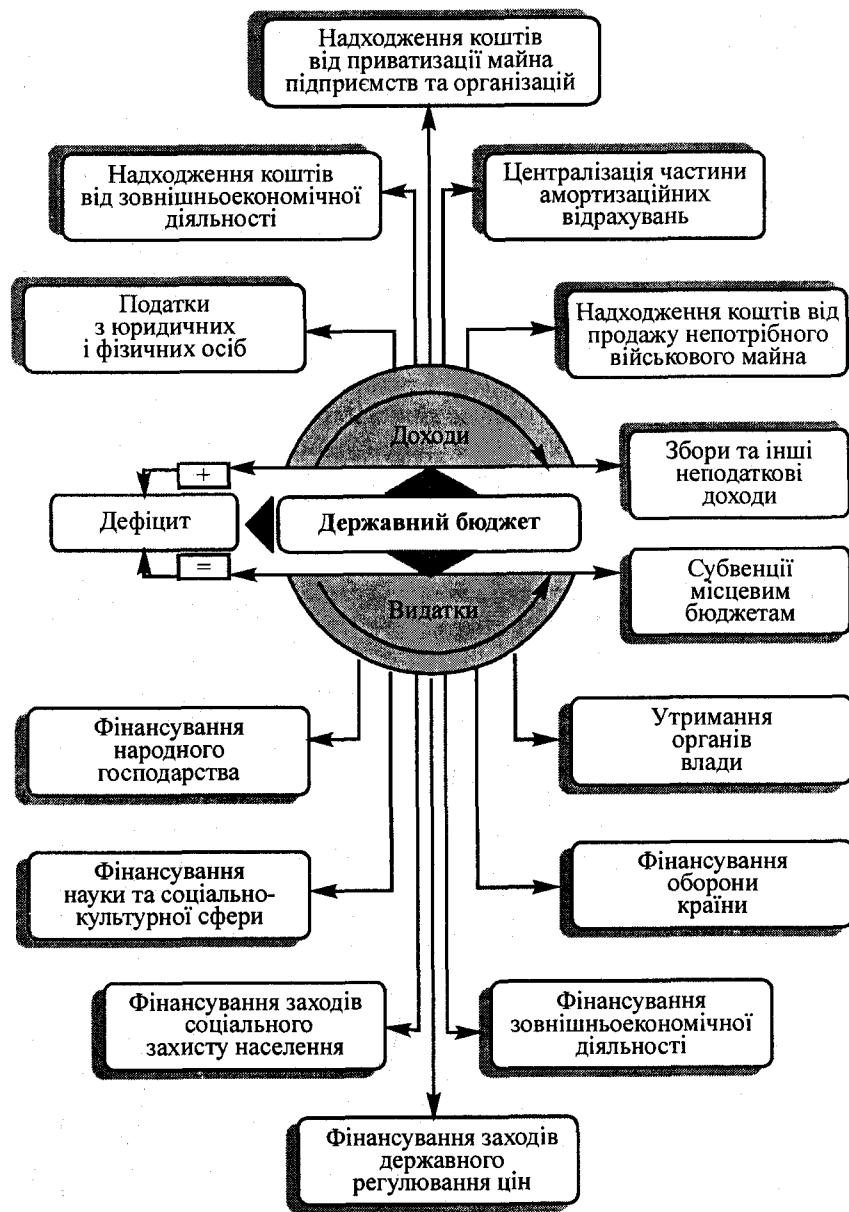 Надходження коштів
від приватизації майна
підприємств та організацій
Надходження коштів
від зовнішньоекономічної
діяльності
Централізація частини
амортизаційних
відрахувань
Податки
з юридичних
і фізичних осіб
Надходження коштів від
продажу непотрібного
військового майна
Доходи
Збори та інші
неподаткові
доходи
+
Дефіцит
Державний бюджет
=
Субвенції
місцевим
бюджетам
Видатки
Фінансування
народного
господарства
Утримання
органів
влади
Фінансування
науки та соціально-
культурної сфери
Фінансування
оборони
країни
Фінансування заходів
соціального
захисту населення
Фінансування
зовнішньоекономічної
діяльності
Фінансування заходів
державного
регулювання цін